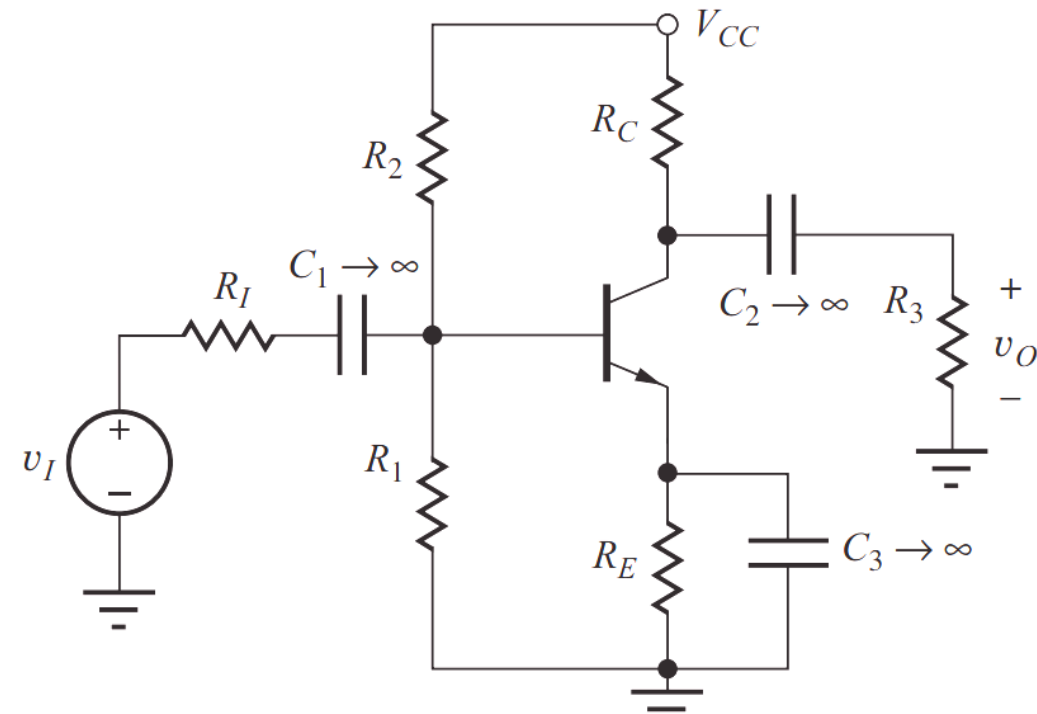 V_CC
R_C
R_2
C_1 → ∞
R_I
C_2 → ∞
R_3
+
v_O
−
+
v_I
−
R_1
R_E
C_3 → ∞